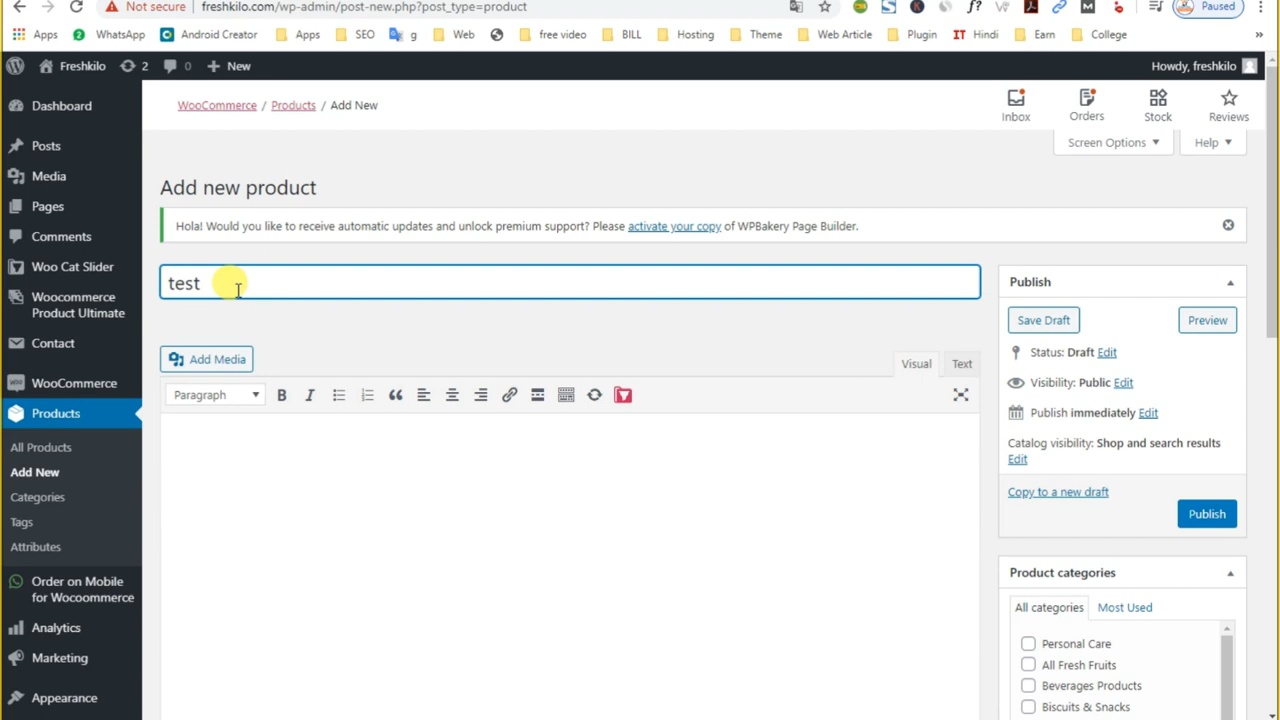 Not secure freshkilo.com/wp-admin/post-new.php?post_type=product Paused
Apps WhatsApp Android Creator Apps SEO g Web free video BILL Hosting Theme Web Article Plugin IT Hindi Earn College »
Freshkilo 2 0 New Howdy, freshkilo
Dashboard
Posts
Media
Pages
Comments
Woo Cat Slider
Woocommerce
Product Ultimate
Contact
WooCommerce
Products
All Products
Add New
Categories
Tags
Attributes
Order on Mobile
for Wocoommerce
Analytics
Marketing
Appearance
WooCommerce / Products / Add New
Inbox Orders Stock Reviews
Screen Options Help
Add new product
Hola! Would you like to receive automatic updates and unlock premium support? Please activate your copy of WPBakery Page Builder.
test
Add Media
Visual Text
Paragraph B I
Publish
Save Draft Preview
Status: Draft Edit
Visibility: Public Edit
Publish immediately Edit
Catalog visibility: Shop and search results
Edit
Copy to a new draft
Publish
Product categories
All categories Most Used
Personal Care
All Fresh Fruits
Beverages Products
Biscuits & Snacks